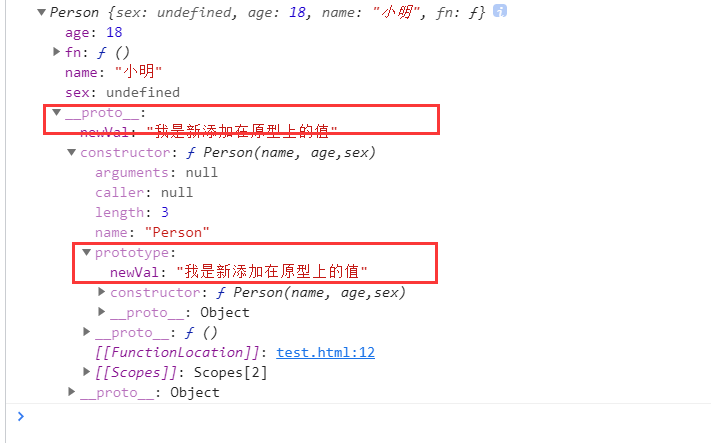 Person {sex: undefined, age: 18, name: "小明", fn: ƒ} i
age: 18
fn: ƒ ()
name: "小明"
sex: undefined
__proto__:
newVal: "我是新添加在原型上的值"
constructor: ƒ Person(name, age,sex)
arguments: null
caller: null
length: 3
name: "Person"
prototype:
newVal: "我是新添加在原型上的值"
constructor: ƒ Person(name, age,sex)
__proto__: Object
__proto__: ƒ ()
[[FunctionLocation]]: test.html:12
[[Scopes]]: Scopes[2]
__proto__: Object